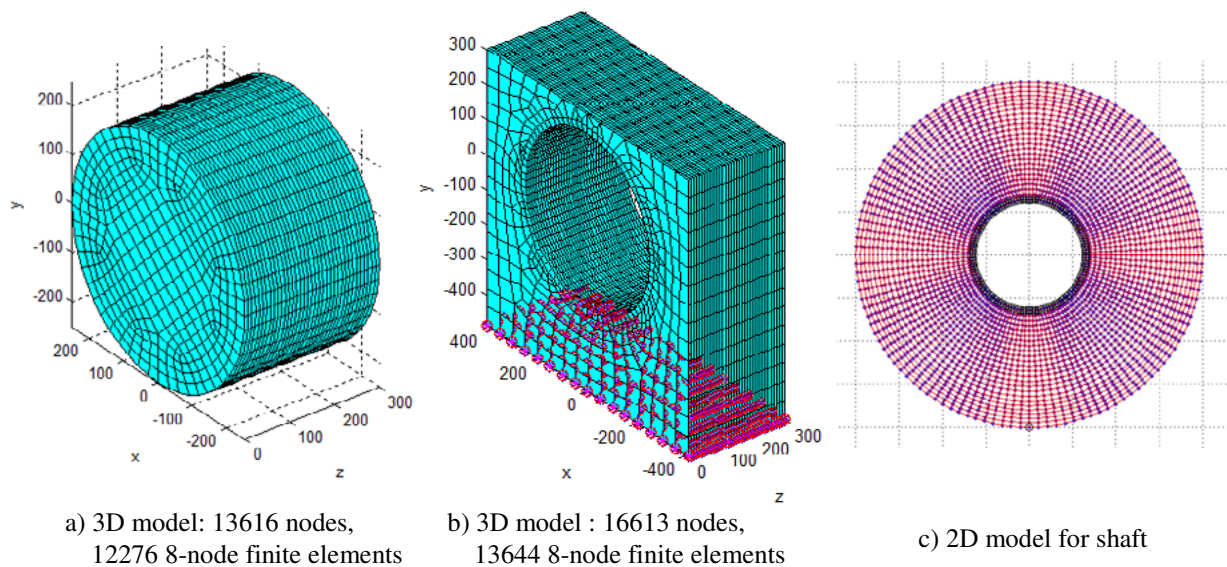 200
100
0
-100
-200
y
200
100
0
-100
-200
x
0
100
200
300
z
300
200
100
0
-100
-200
-300
-400
y
400
200
0
-200
-400
x
0
100
200
300
z
a) 3D model: 13616 nodes,
12276 8-node finite elements
b) 3D model : 16613 nodes,
13644 8-node finite elements
c) 2D model for shaft